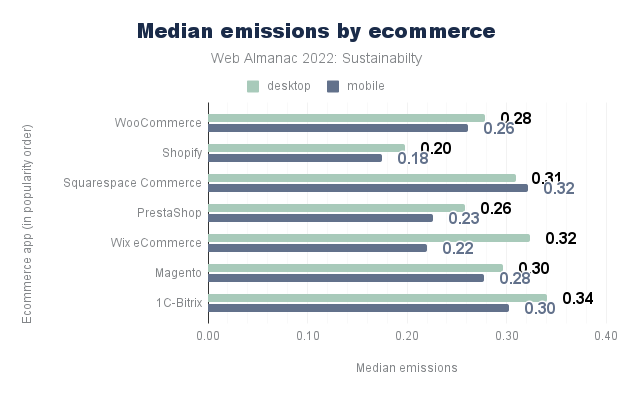 Median emissions by ecommerce
Web Almanac 2022: Sustainabilty
desktop mobile
Ecommerce app (in popularity order)
WooCommerce 0.28 0.26
Shopify 0.20 0.18
Squarespace Commerce 0.31 0.32
PrestaShop 0.26 0.23
Wix eCommerce 0.32 0.22
Magento 0.30 0.28
1C-Bitrix 0.34 0.30
0.00 0.10 0.20 0.30 0.40
Median emissions